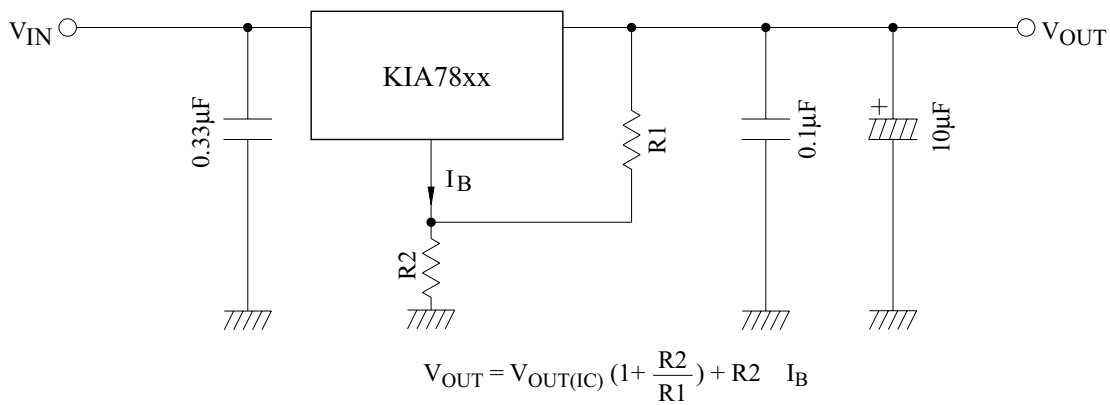 VIN
VOUT
KIA78xx
0.33μF
IB
R1
R2
0.1μF
+
10μF
VOUT = VOUT(IC) (1+ R2/R1) + R2 IB